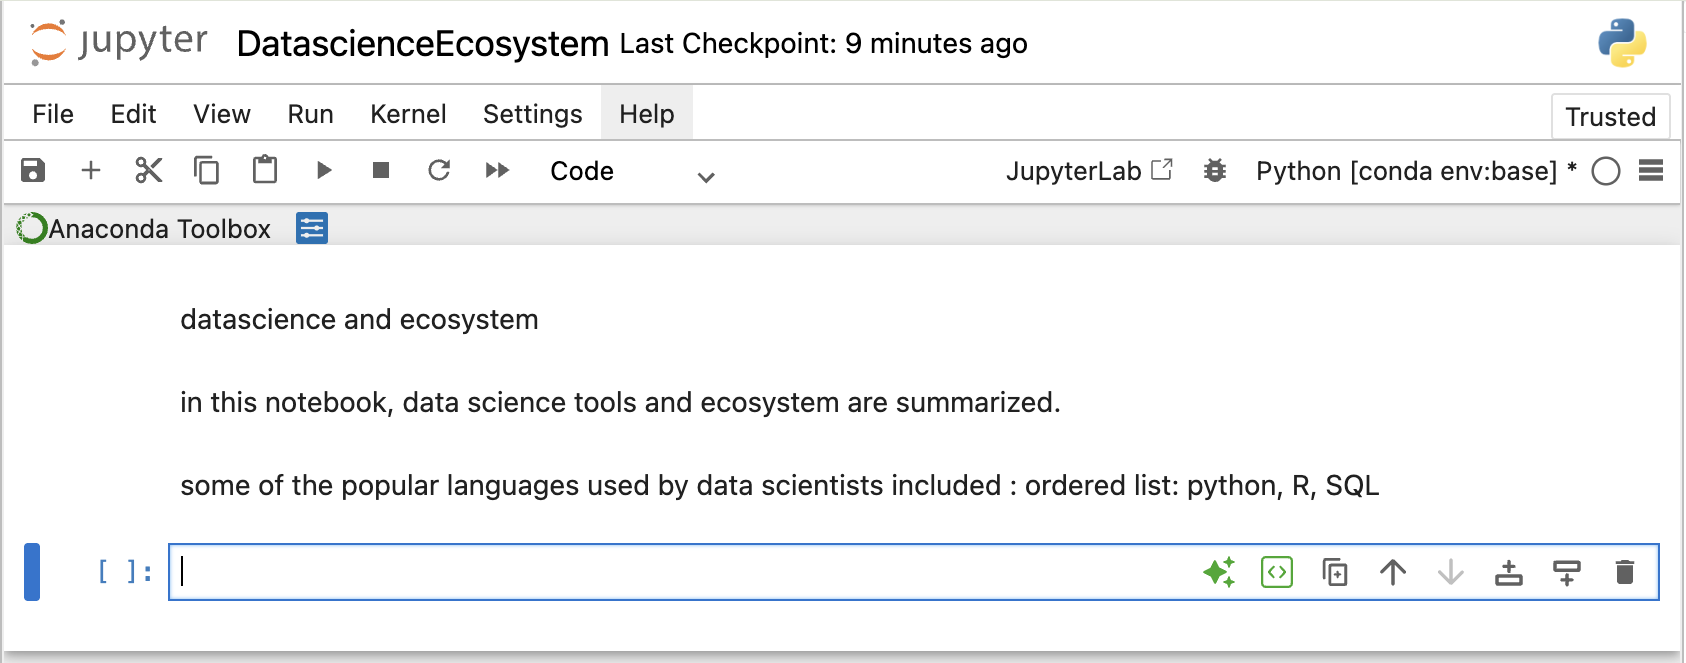 jupyter DatascienceEcosystem Last Checkpoint: 9 minutes ago
File Edit View Run Kernel Settings Help Trusted
Code JupyterLab Python [conda env:base] *
Anaconda Toolbox
datascience and ecosystem
in this notebook, data science tools and ecosystem are summarized.
some of the popular languages used by data scientists included : ordered list: python, R, SQL
[ ]: